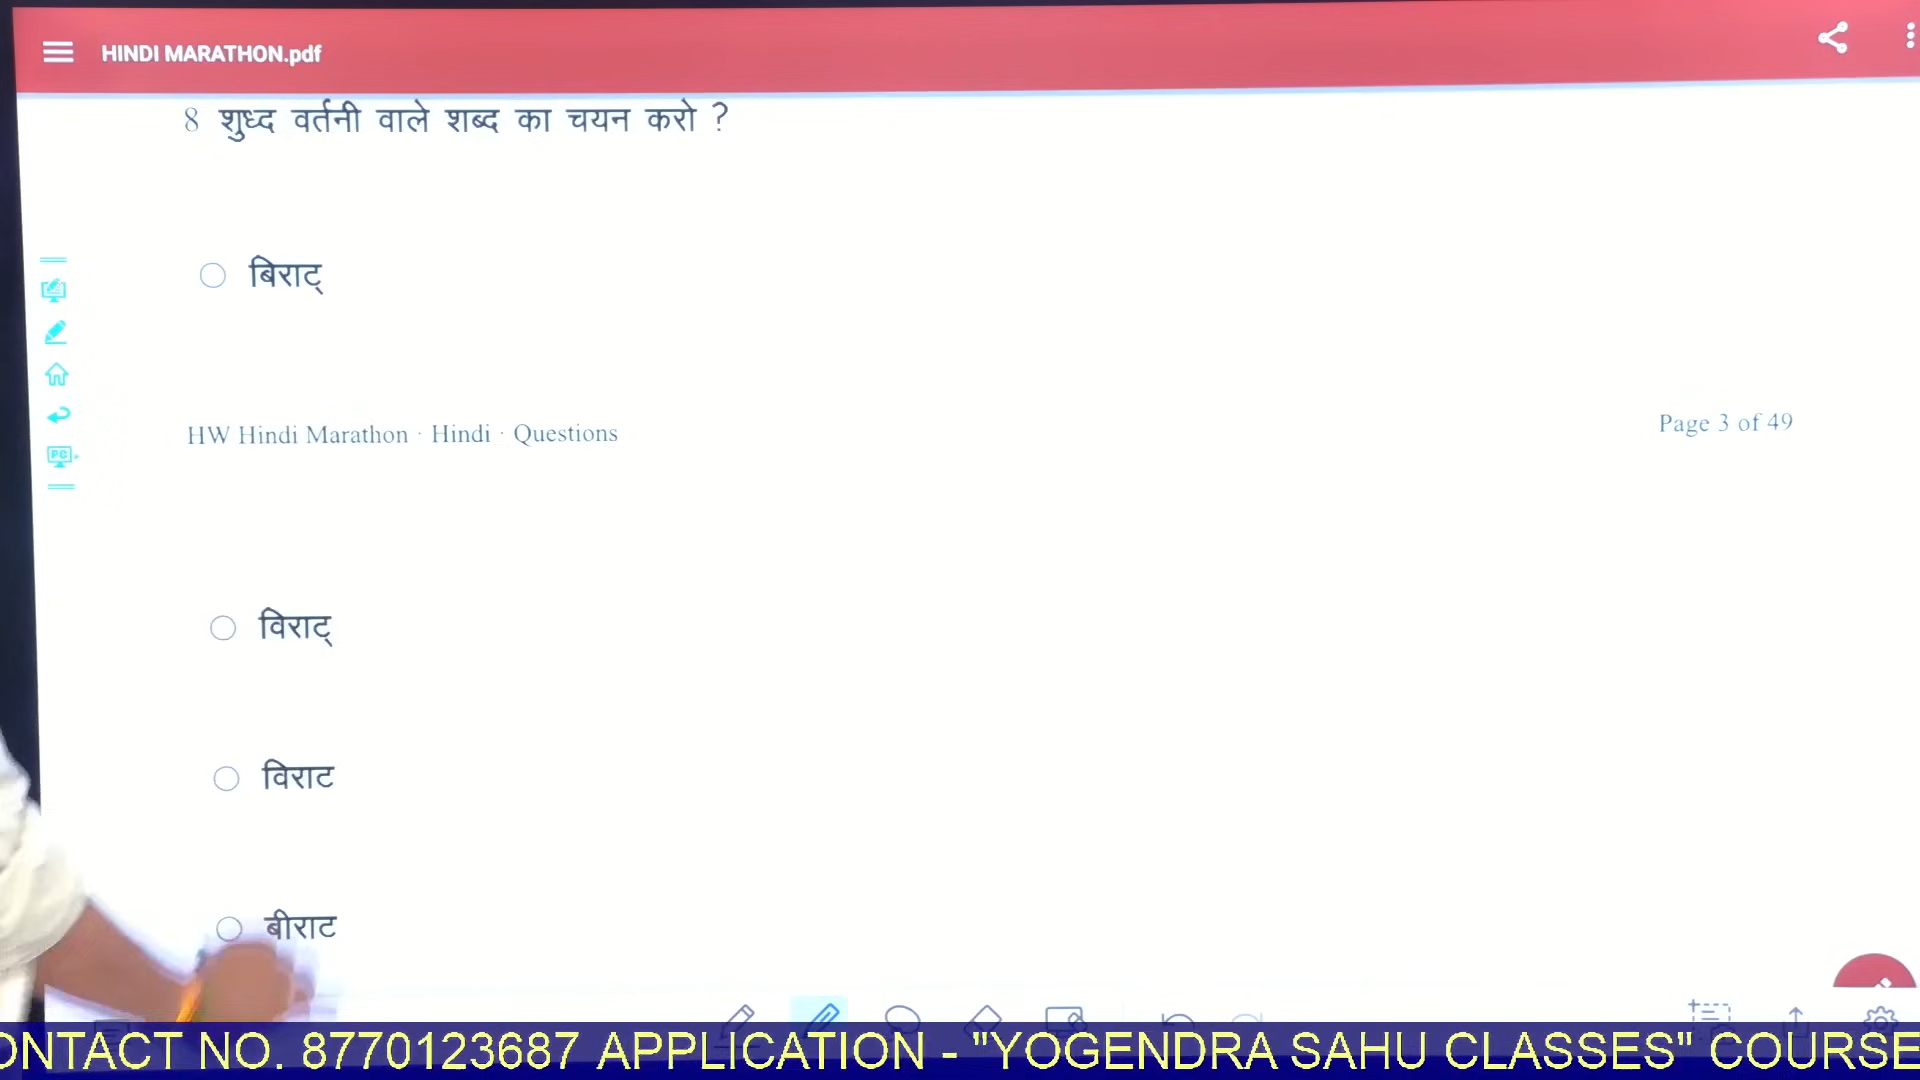 HINDI MARATHON.pdf
8 शुध्द वर्तनी वाले शब्द का चयन करो ?
बिराट्
HW Hindi Marathon · Hindi · Questions
Page 3 of 49
विराट्
विराट
बीराट
ONTACT NO. 8770123687 APPLICATION - "YOGENDRA SAHU CLASSES" COURSE